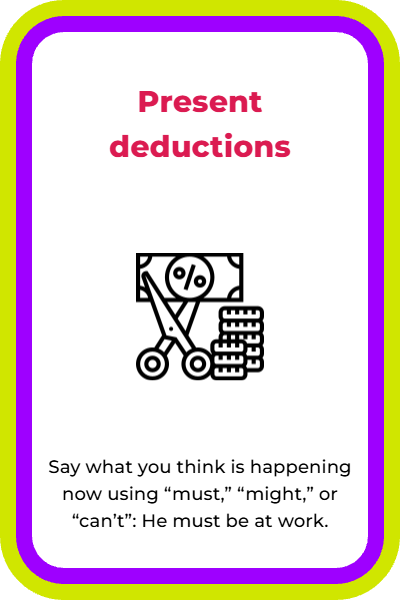 Present
deductions
%
Say what you think is happening
now using “must,” “might,” or
“can’t”: He must be at work.